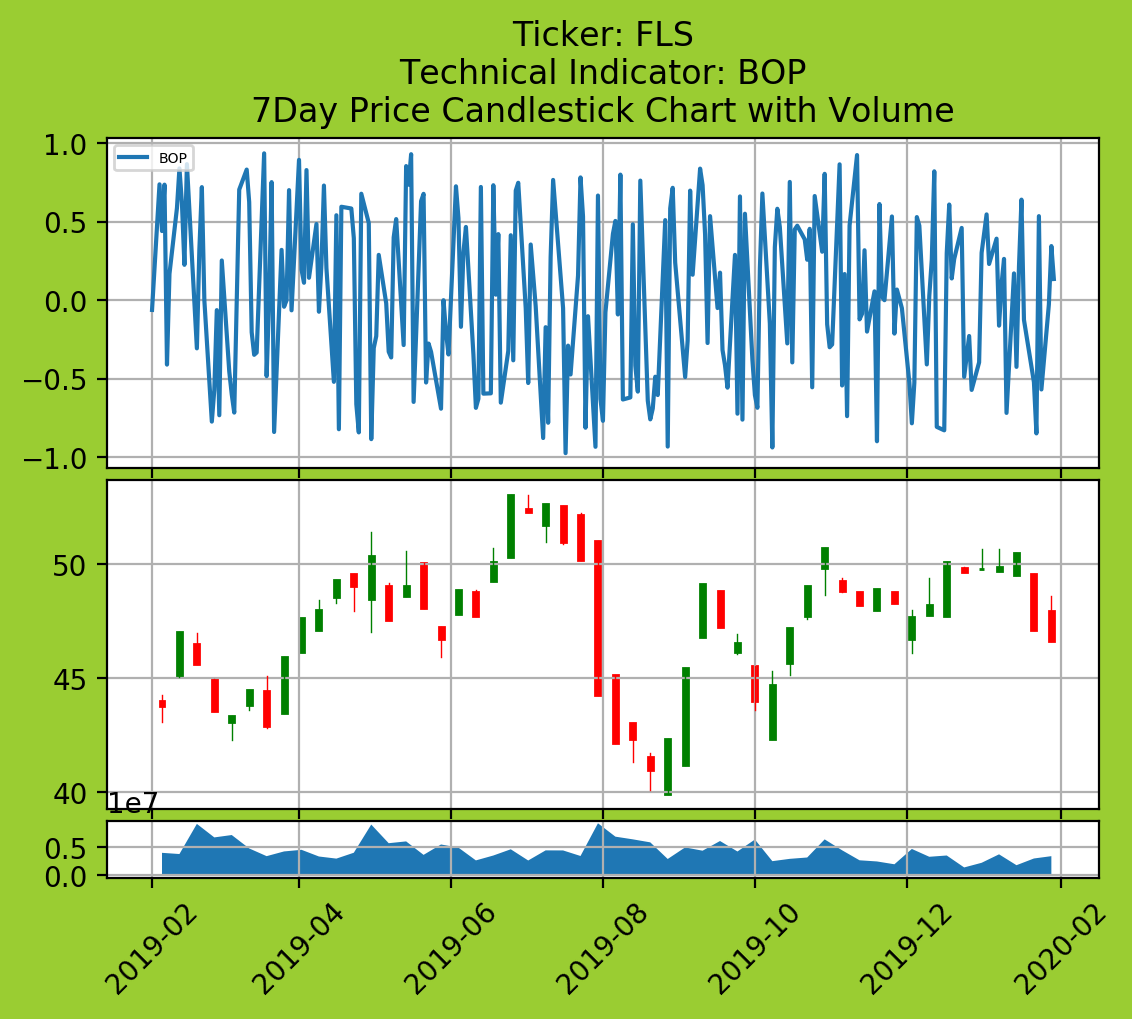 Ticker: FLS
Technical Indicator: BOP
7Day Price Candlestick Chart with Volume
1.0
BOP
0.5
0.0
−0.5
−1.0
50
45
40
1e7
0.5
0.0
2019-02 2019-04 2019-06 2019-08 2019-10 2019-12 2020-02